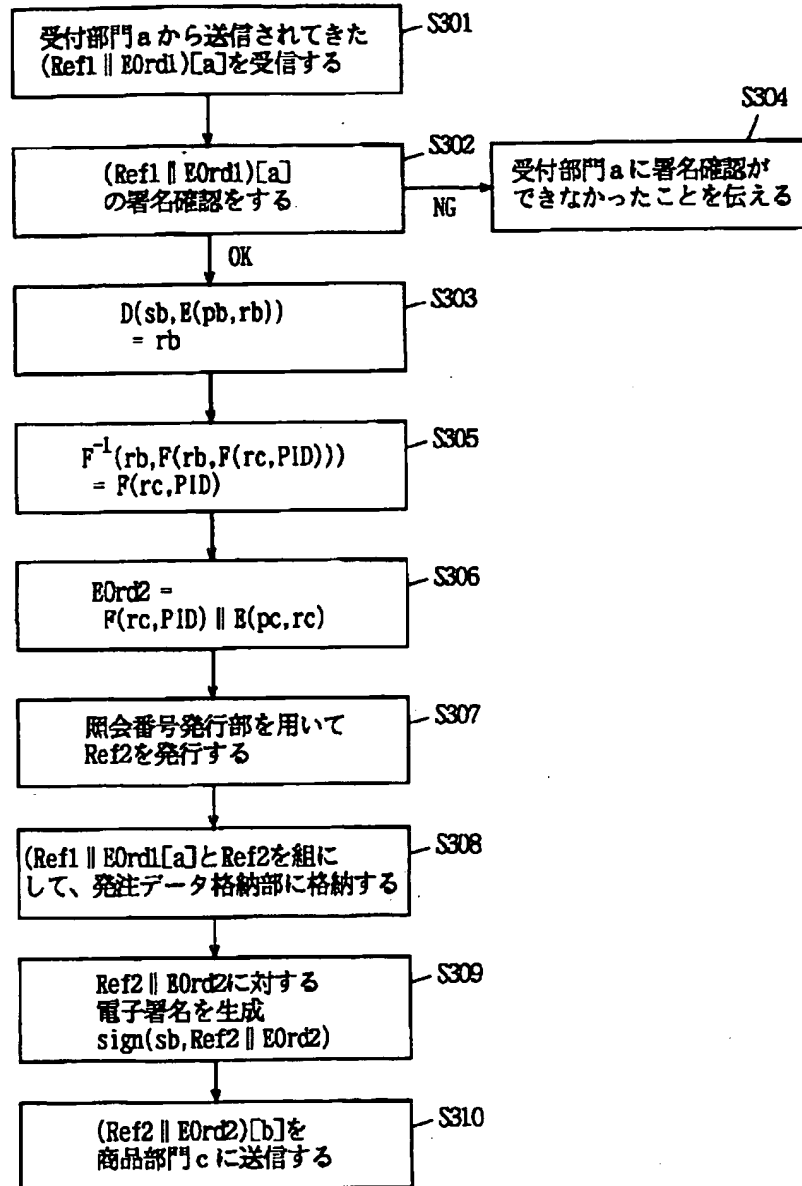 受付部門aから送信されてきた
(Ref1∥EOrd1)[a]を受信する
S301
(Ref1∥EOrd1)[a]
の署名確認をする
S302
NG
S304
受付部門aに署名確認が
できなかったことを伝える
OK
D(sb,E(pb,rb))
= rb
S303
F⁻¹(rb,F(rb,F(rc,PID)))
= F(rc,PID)
S305
EOrd2 =
F(rc,PID)∥E(pc,rc)
S306
照会番号発行部を用いて
Ref2を発行する
S307
(Ref1∥EOrd1[a]とRef2を組に
して、発注データ格納部に格納する
S308
Ref2∥EOrd2に対する
電子署名を生成
sign(sb,Ref2∥EOrd2)
S309
(Ref2∥EOrd2)[b]を
商品部門cに送信する
S310